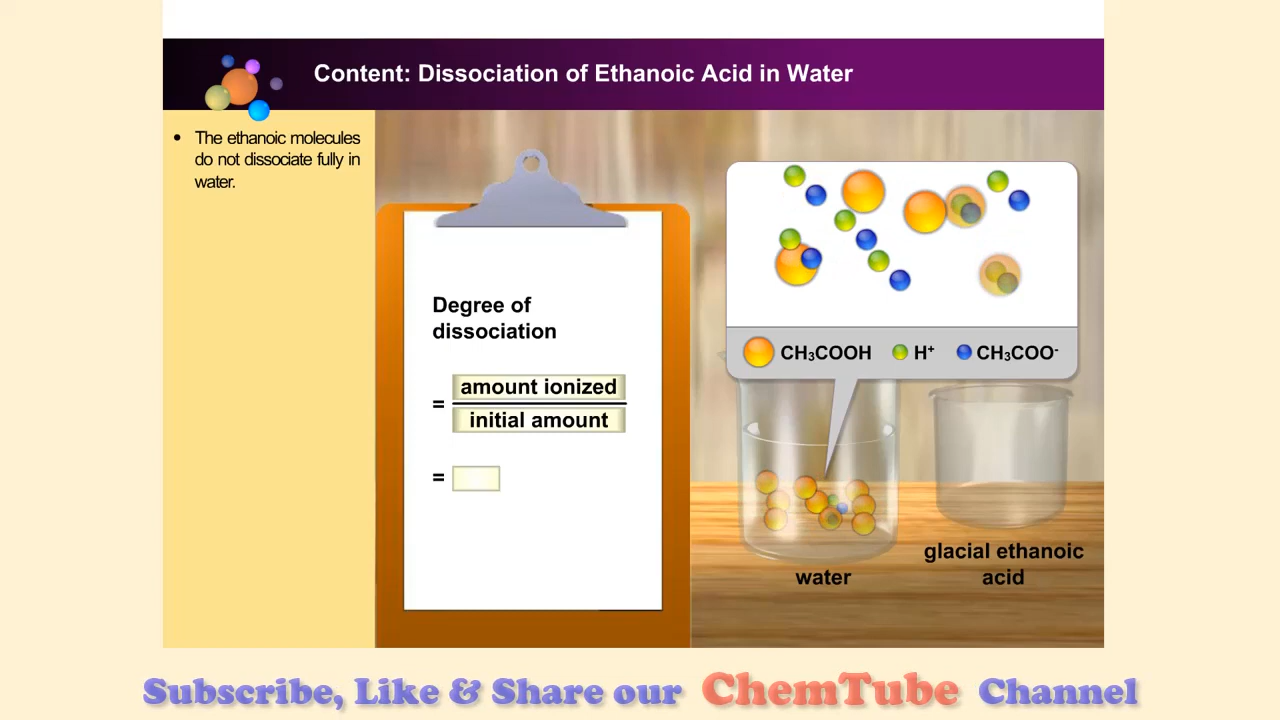 Content: Dissociation of Ethanoic Acid in Water
• The ethanoic molecules
do not dissociate fully in
water.
Degree of
dissociation
= amount ionized
initial amount
=
CH₃COOH H⁺ CH₃COO⁻
glacial ethanoic
acid
water
Subscribe, Like & Share our ChemTube Channel